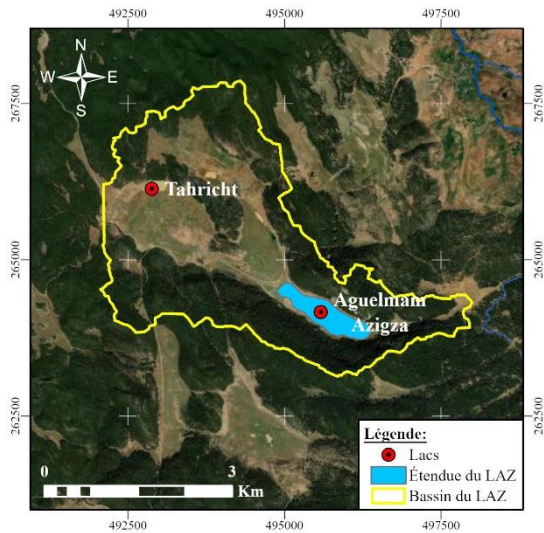 492500 495000 497500
N
W E
S
267500 267500
Tahricht
265000 265000
Aguelmam
Azigza
262500 262500
Légende:
Lacs
0 3
Étendue du LAZ
Km
Bassin du LAZ
492500 495000 497500